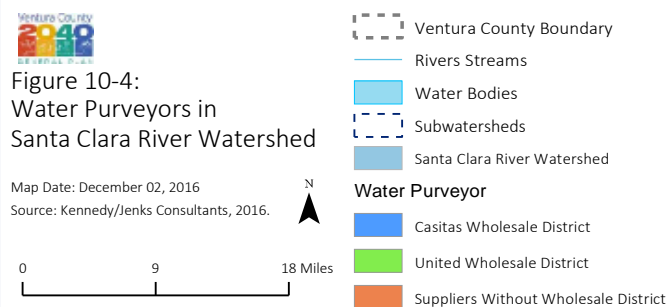 Ventura County
2040
GENERAL PLAN
Figure 10-4:
Water Purveyors in
Santa Clara River Watershed
Map Date: December 02, 2016
Source: Kennedy/Jenks Consultants, 2016.
N
0 9 18 Miles
Ventura County Boundary
Rivers Streams
Water Bodies
Subwatersheds
Santa Clara River Watershed
Water Purveyor
Casitas Wholesale District
United Wholesale District
Suppliers Without Wholesale District